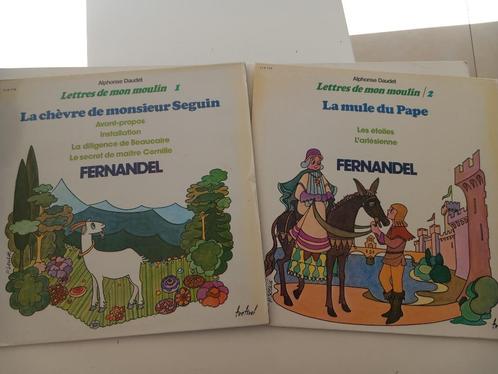 Alphonse Daudet
Lettres de mon moulin 1
La chèvre de monsieur Seguin
Avant-propos
Installation
La diligence de Beaucaire
Le secret de maître Cornille
FERNANDEL
Alphonse Daudet
Lettres de mon moulin/2
La mule du Pape
Les étoiles
L'arlésienne
FERNANDEL